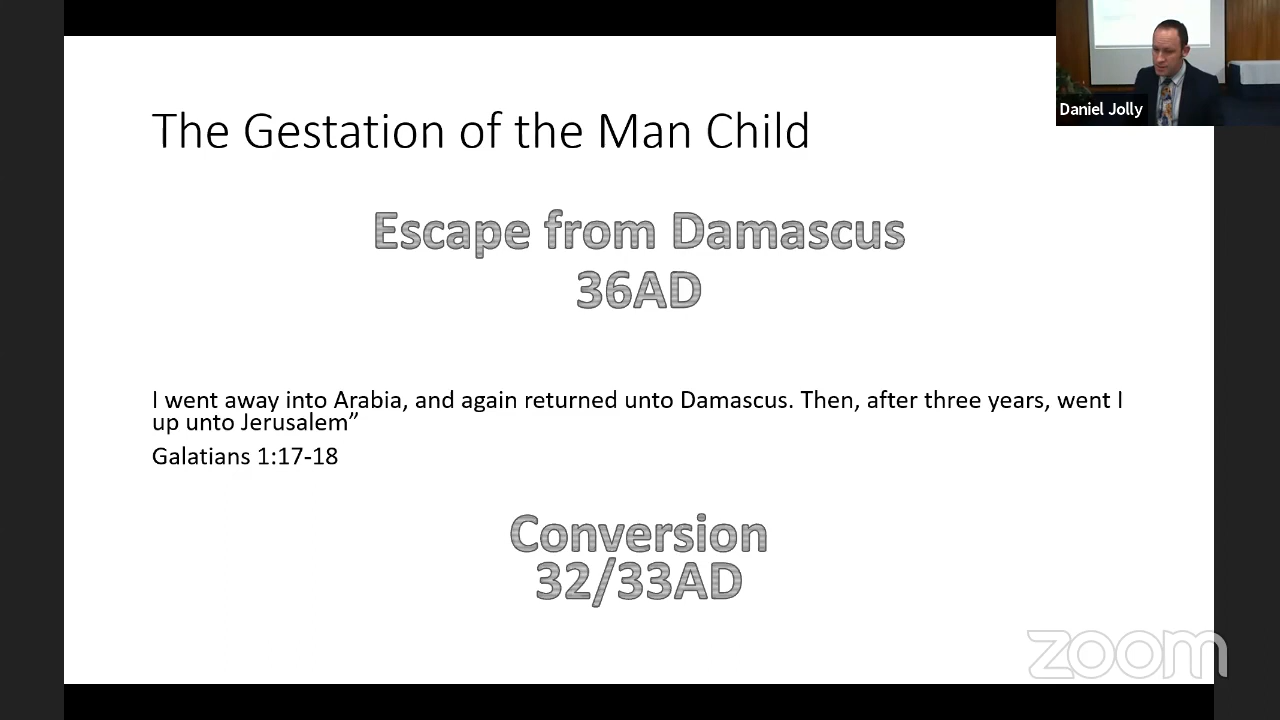 Daniel Jolly
The Gestation of the Man Child
Escape from Damascus
36AD
I went away into Arabia, and again returned unto Damascus. Then, after three years, went I
up unto Jerusalem”
Galatians 1:17-18
Conversion
32/33AD
zoom